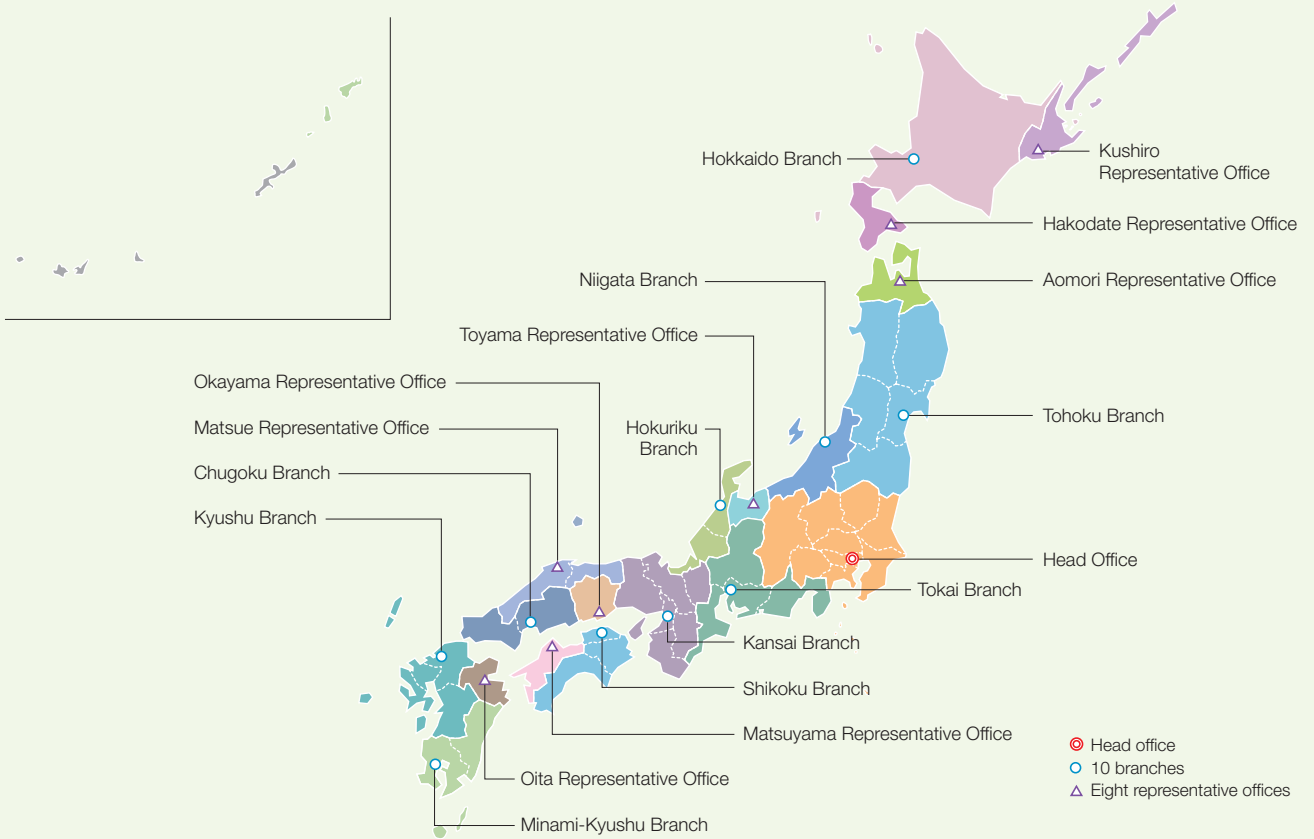 Hokkaido Branch
Kushiro
Representative Office
Hakodate Representative Office
Niigata Branch
Aomori Representative Office
Toyama Representative Office
Okayama Representative Office
Matsue Representative Office
Hokuriku
Branch
Tohoku Branch
Chugoku Branch
Kyushu Branch
Head Office
Tokai Branch
Kansai Branch
Shikoku Branch
Matsuyama Representative Office
Oita Representative Office
Minami-Kyushu Branch
Head office
10 branches
Eight representative offices